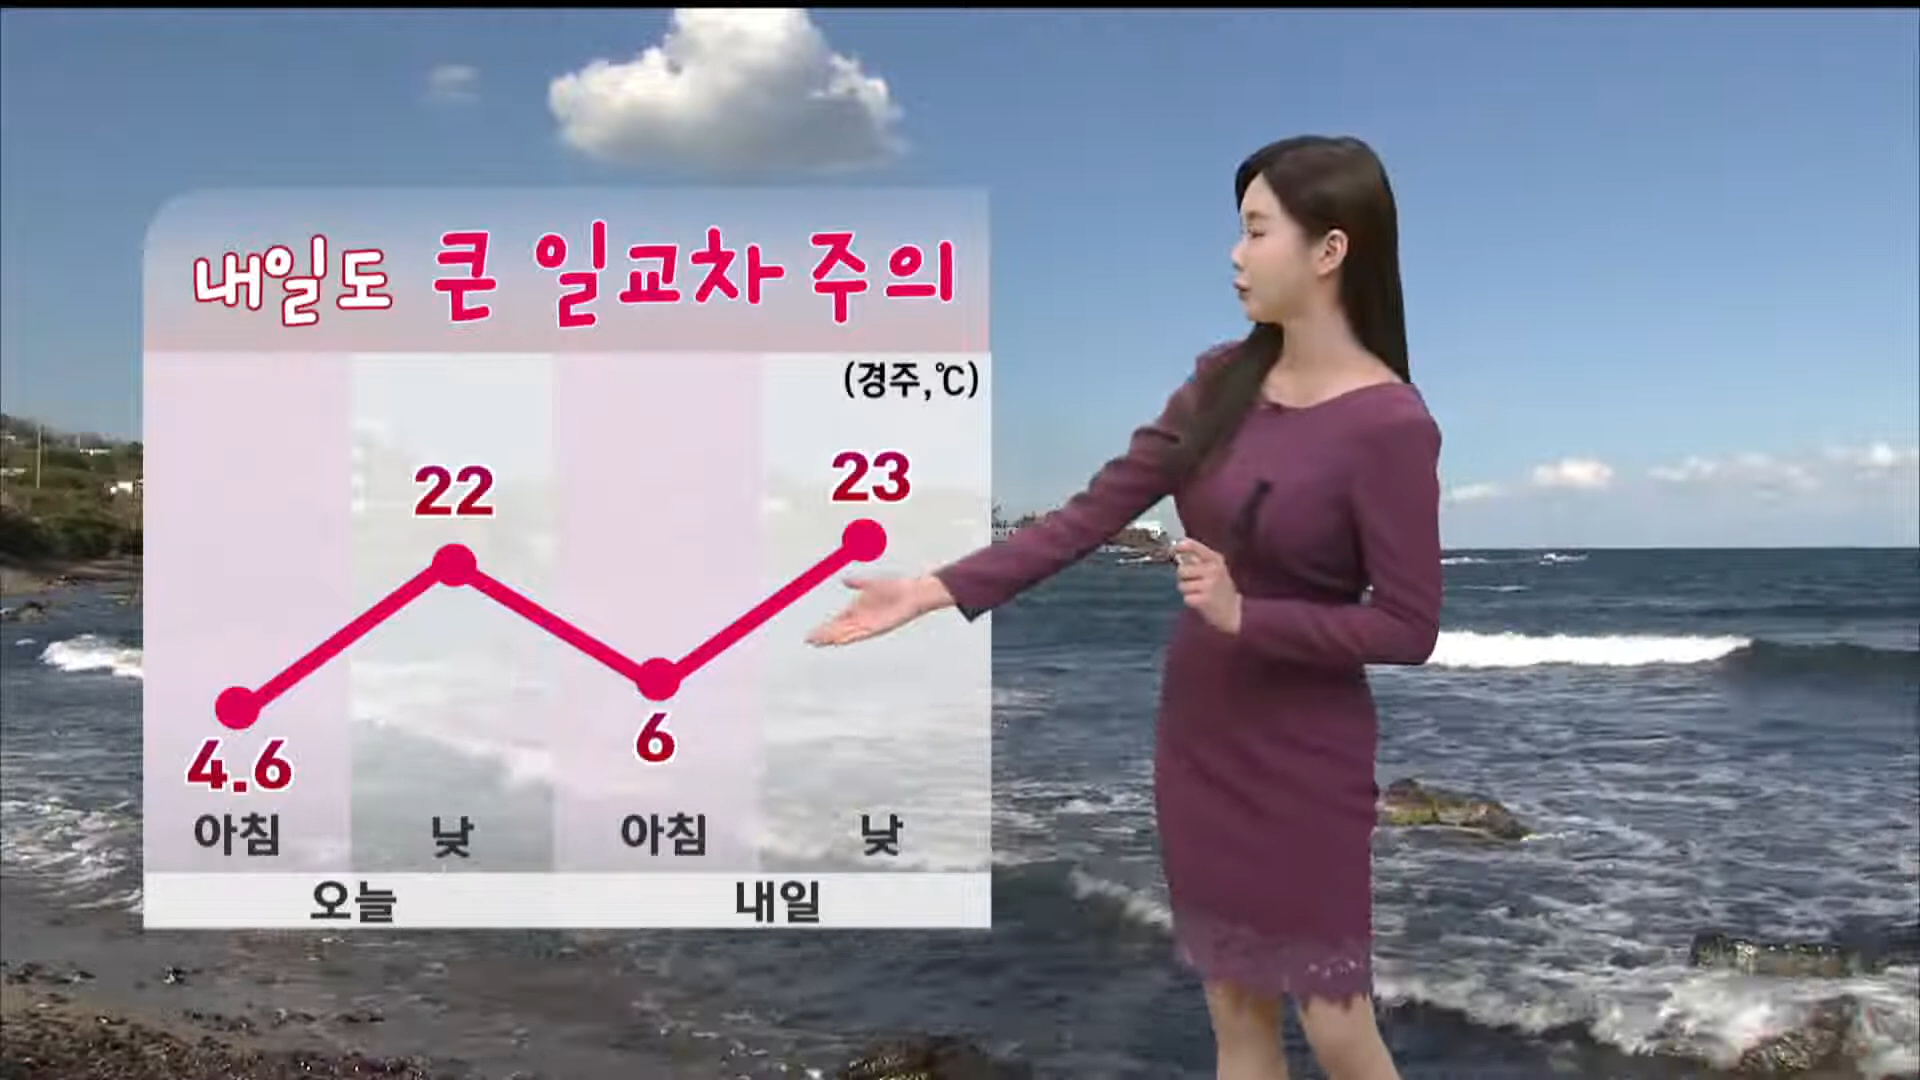 내일도 큰 일교차 주의
(경주,℃)
22
23
4.6
6
아침 낮 아침 낮
오늘 내일